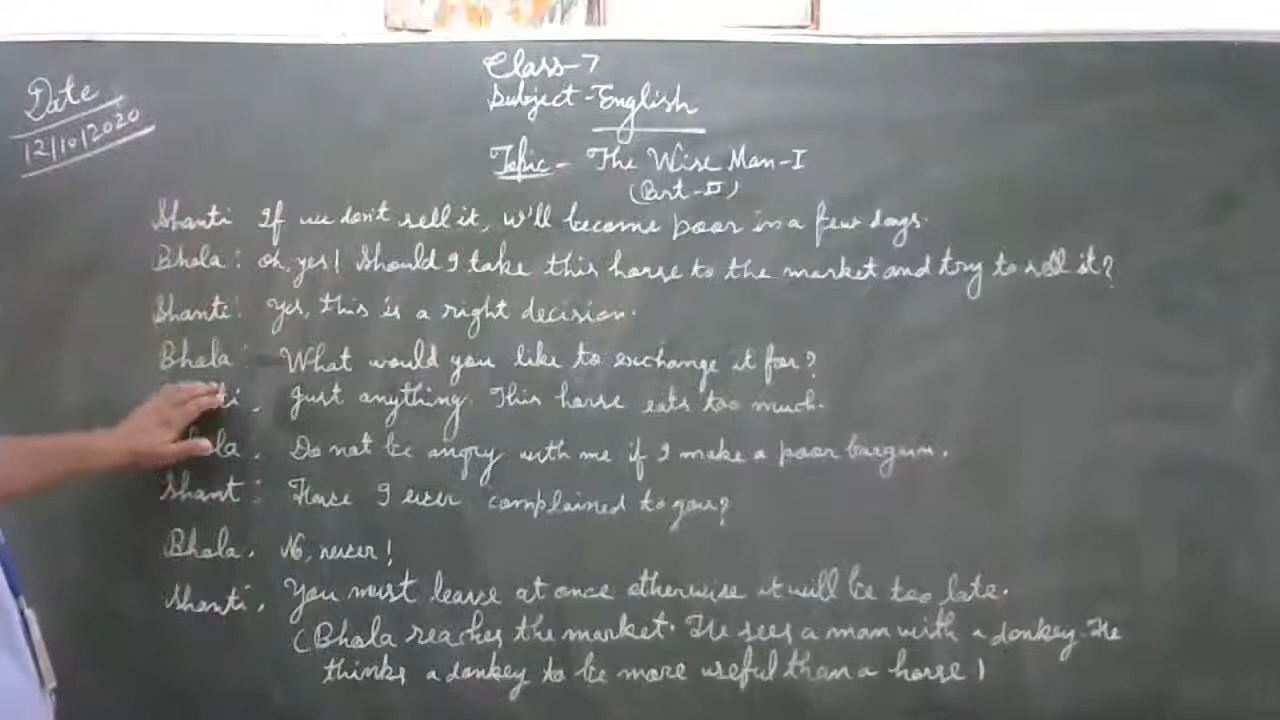 Class-7
Date
Subject-English
12/10/2020
Topic- The Wise Man-I
(Part-II)
Shanti If we don't sell it, w'll become poor in a few days.
Bhola: Oh, yes! Should I take this horse to the market and try to sell it?
Shanti: Yes, this is a right decision.
Bhola: What would you like to exchange it for?
ti. Just anything. This horse eats too much.
ola. Do not be angry with me if I make a poor bargain.
Shant: Have I ever complained to you?
Bhola. No, never!
Shanti. You must leave at once otherwise it will be too late.
(Bhola reaches the market. He sees a man with a donkey. He
thinks a donkey to be more useful than a horse)